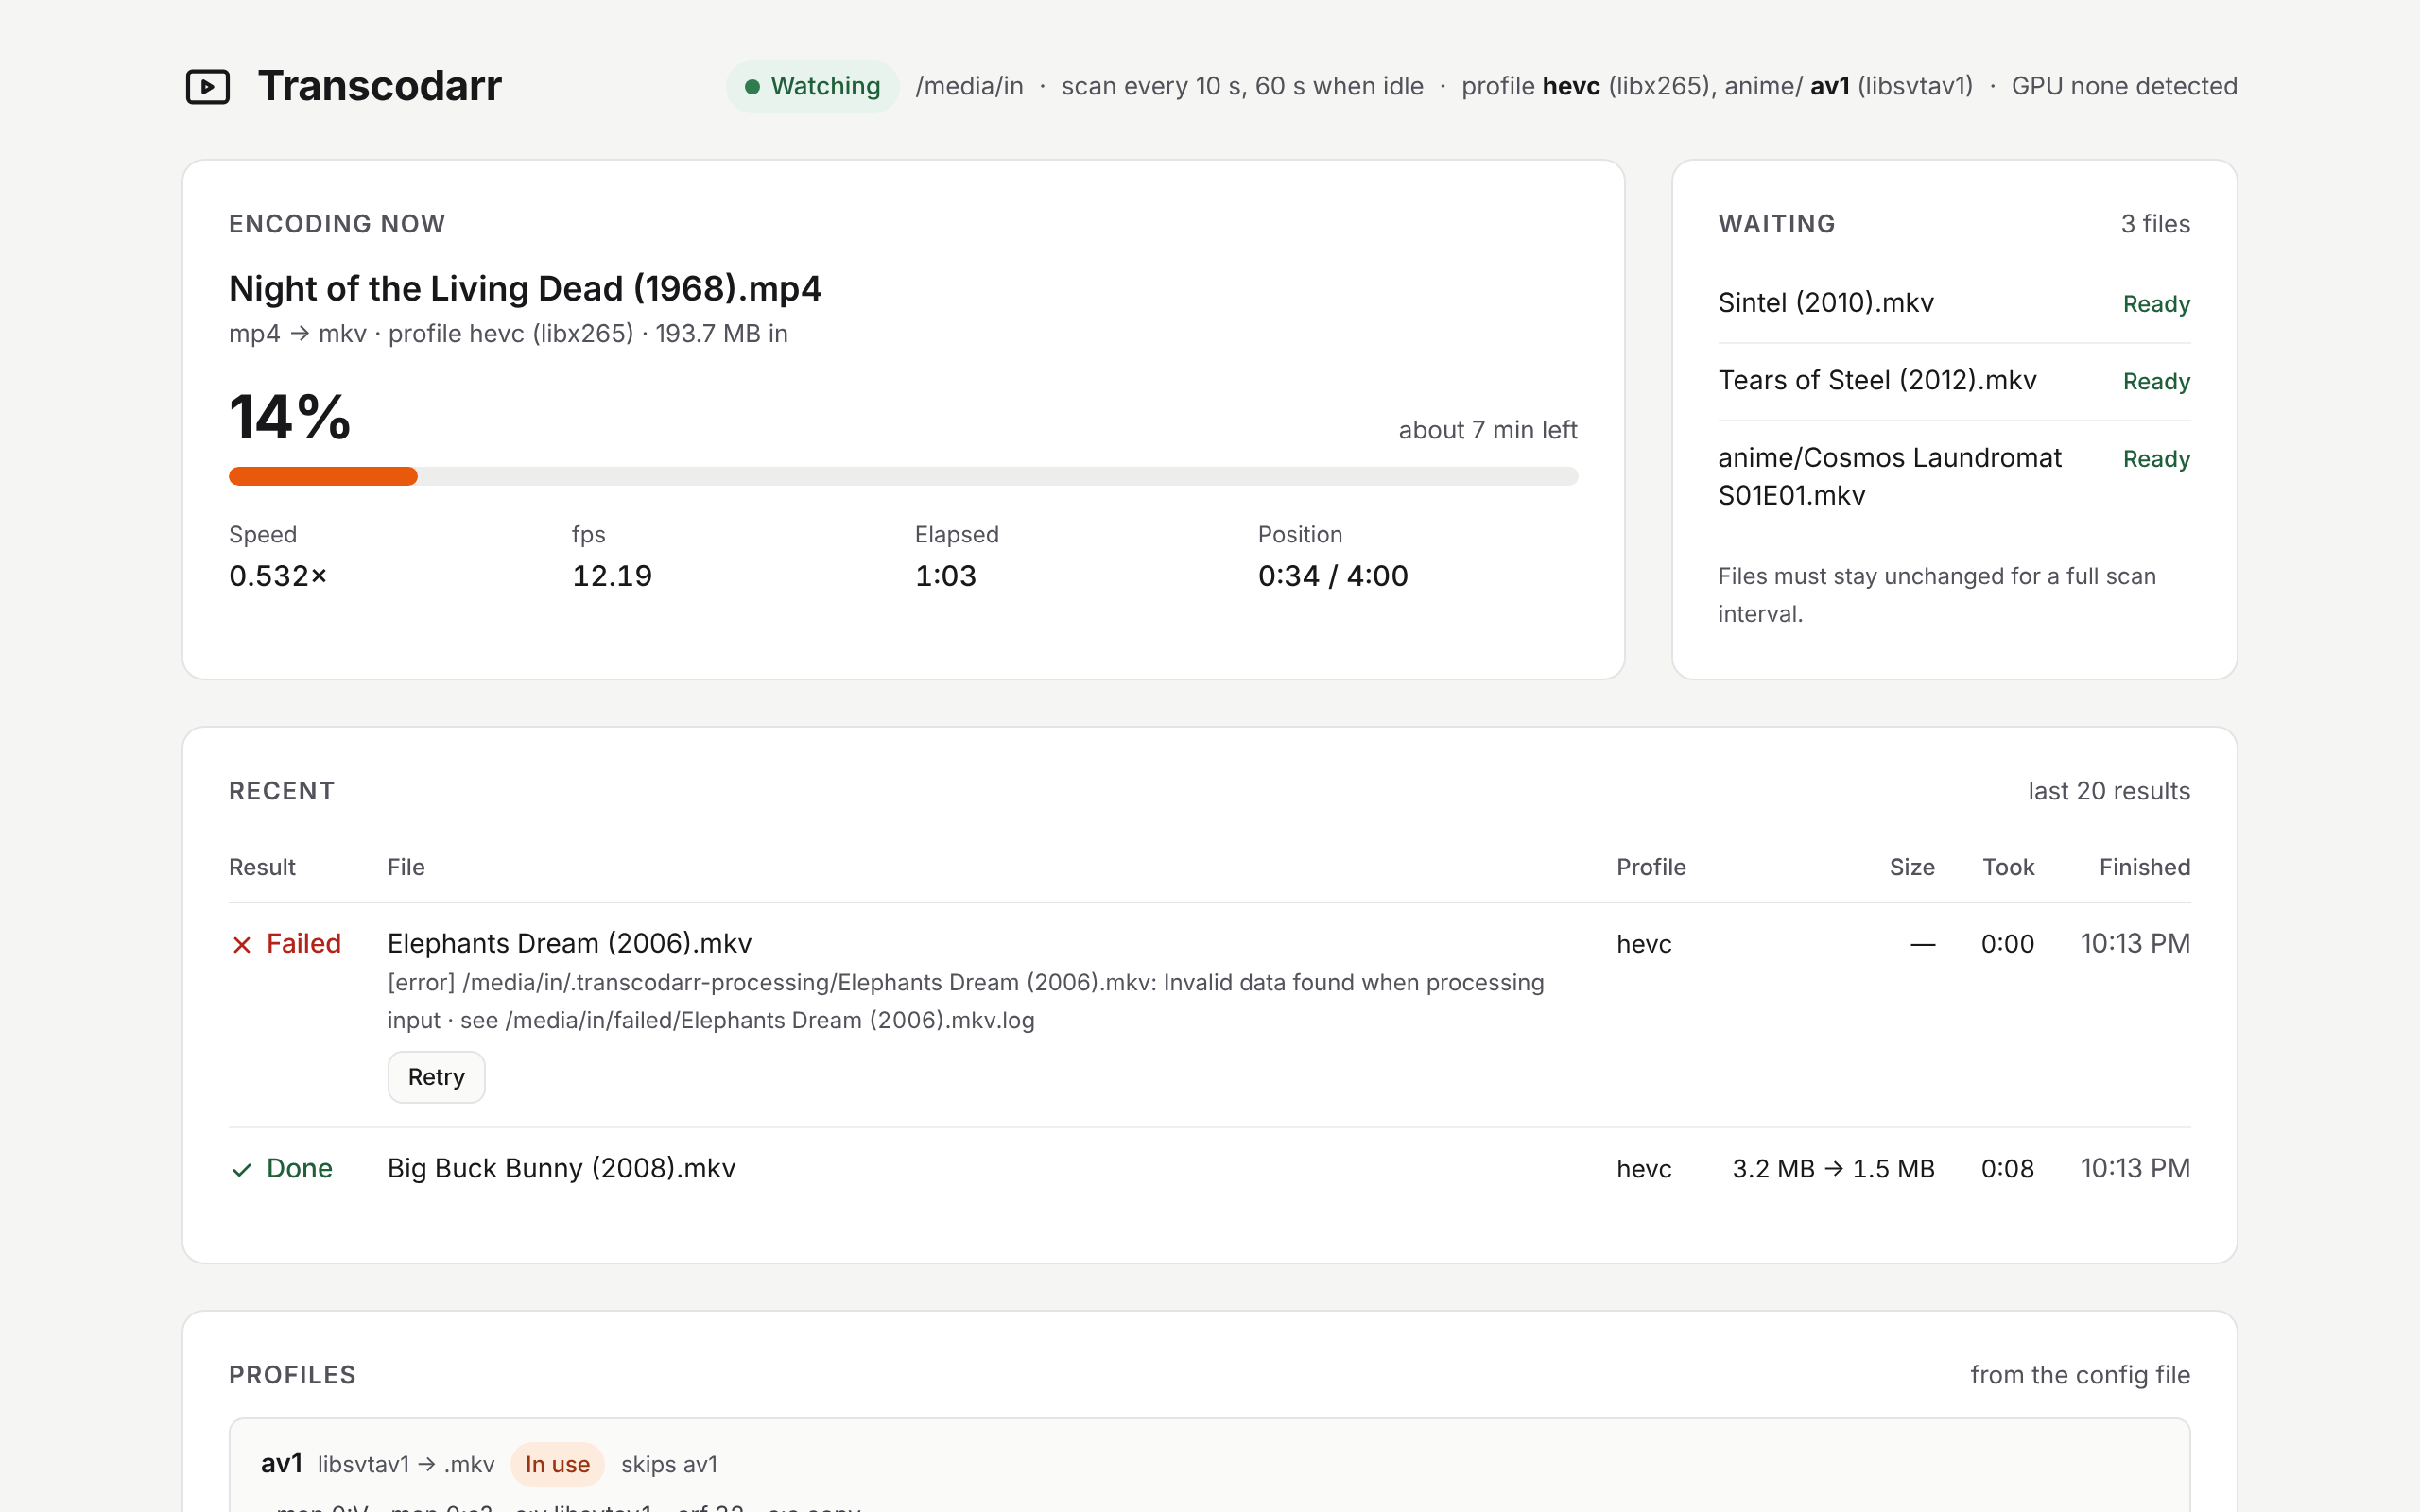 Transcodarr
Watching /media/in · scan every 10 s, 60 s when idle · profile hevc (libx265), anime/ av1 (libsvtav1) · GPU none detected
ENCODING NOW
Night of the Living Dead (1968).mp4
mp4 → mkv · profile hevc (libx265) · 193.7 MB in
14%
about 7 min left
Speed fps Elapsed Position
0.532× 12.19 1:03 0:34 / 4:00
WAITING 3 files
Sintel (2010).mkv Ready
Tears of Steel (2012).mkv Ready
anime/Cosmos Laundromat Ready
S01E01.mkv
Files must stay unchanged for a full scan
interval.
RECENT last 20 results
Result File Profile Size Took Finished
Failed Elephants Dream (2006).mkv hevc — 0:00 10:13 PM
[error] /media/in/.transcodarr-processing/Elephants Dream (2006).mkv: Invalid data found when processing
input · see /media/in/failed/Elephants Dream (2006).mkv.log
Retry
Done Big Buck Bunny (2008).mkv hevc 3.2 MB → 1.5 MB 0:08 10:13 PM
PROFILES from the config file
av1 libsvtav1 → .mkv In use skips av1